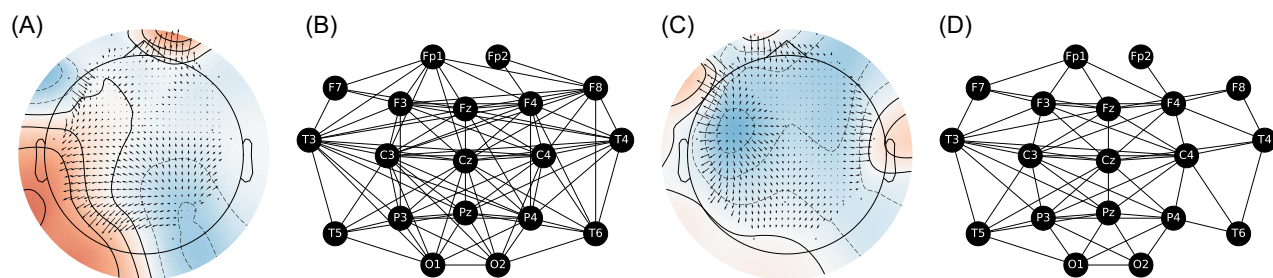 (A) (B) (C) (D)
Fp1 Fp2 Fp1 Fp2
F7 F8 F7 F8
F3 Fz F4 F3 Fz F4
T3 T4 T3 T4
C3 Cz C4 C3 Cz C4
P3 Pz P4 P3 Pz P4
T5 T6 T5 T6
O1 O2 O1 O2